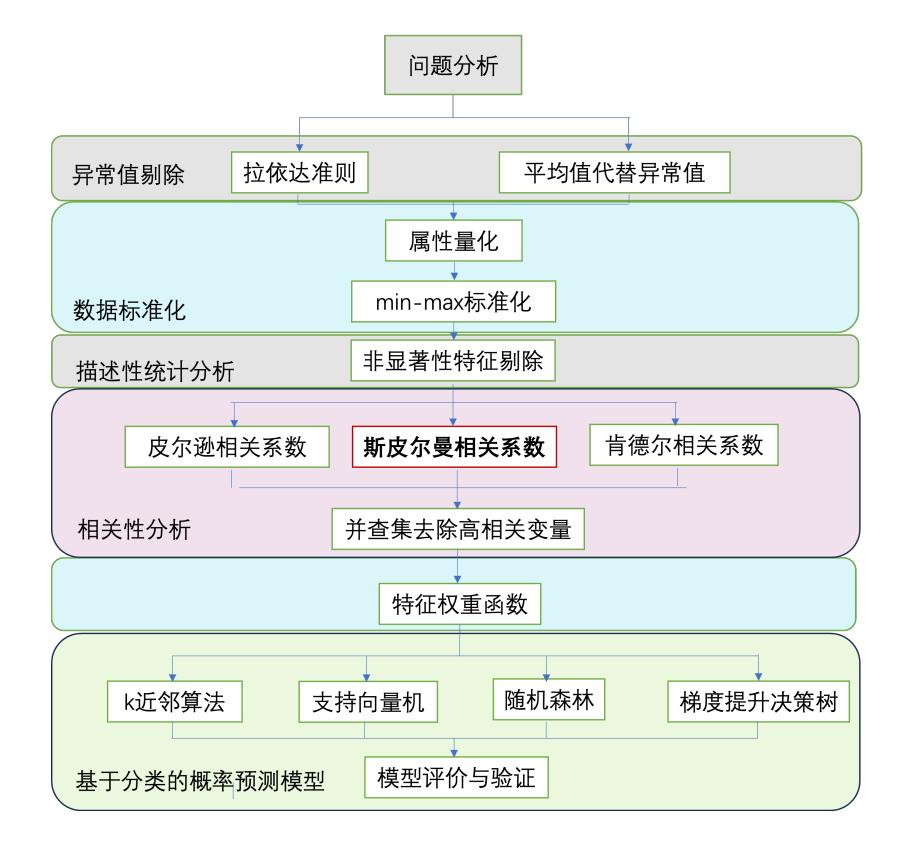 问题分析
异常值剔除
拉依达准则
平均值代替异常值
属性量化
min-max标准化
数据标准化
非显著性特征剔除
描述性统计分析
皮尔逊相关系数
斯皮尔曼相关系数
肯德尔相关系数
并查集去除高相关变量
相关性分析
特征权重函数
k近邻算法
支持向量机
随机森林
梯度提升决策树
模型评价与验证
基于分类的概率预测模型